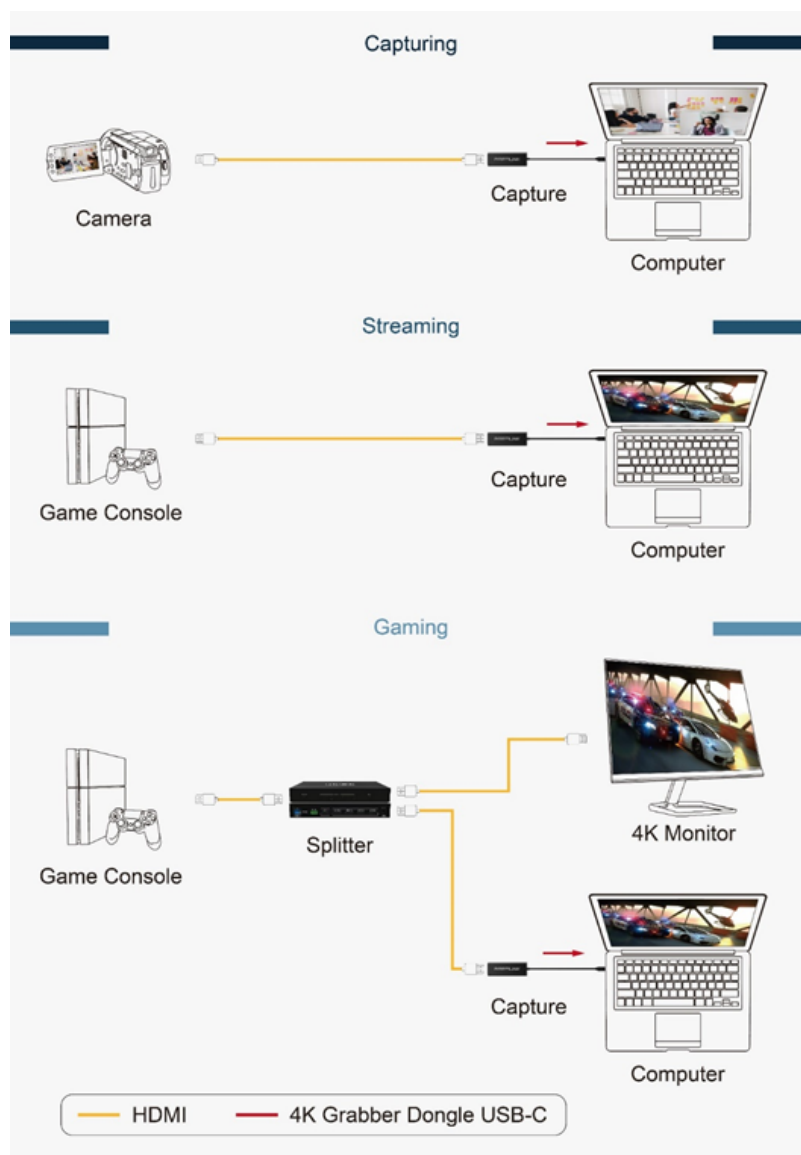 Capturing
Camera
Capture
Computer
Streaming
Game Console
Capture
Computer
Gaming
Game Console
Splitter
4K Monitor
Capture
Computer
HDMI
4K Grabber Dongle USB-C